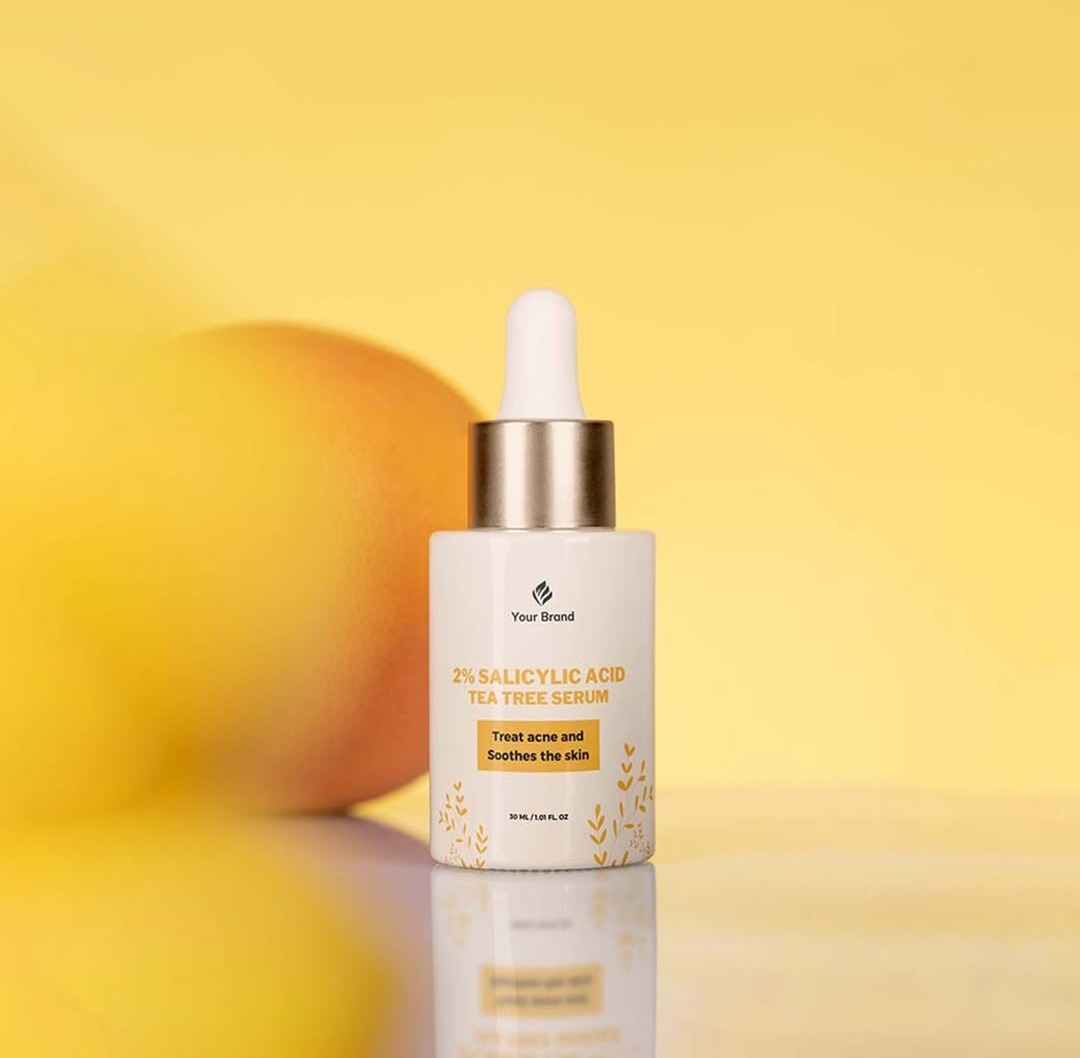 Your Brand
2% SALICYLIC ACID
TEA TREE SERUM
Treat acne and
Soothes the skin
30 ML / 1.01 FL. OZ